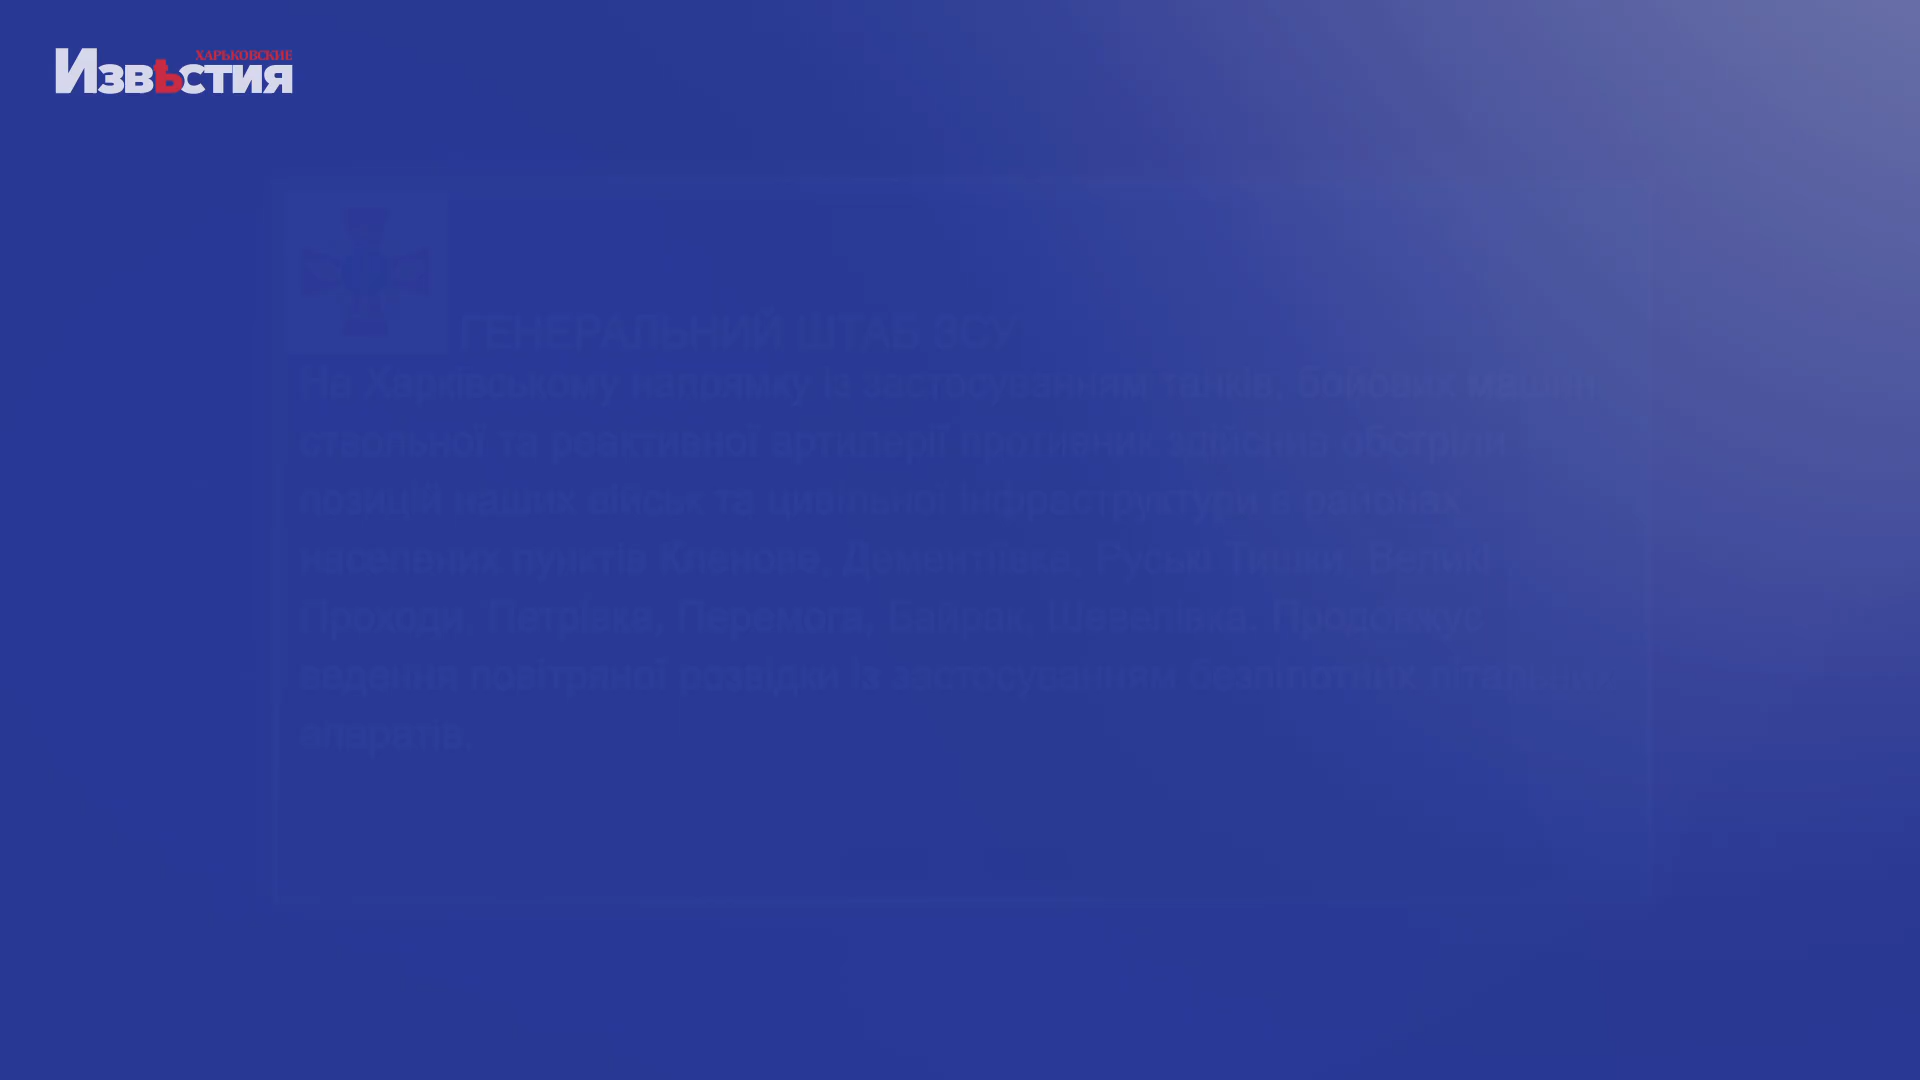 ХАРЬКОВСКИЕ
ИзвѢстия
ГЕНЕРАЛЬНИЙ ШТАБ ЗСУ
На Харківському напрямку із застосуванням танків, бойових машин,
ствольної та реактивної артилерії противник здійснив обстріли
позицій наших військ та цивільної інфраструктури в районах
населених пунктів Кленове, Дементіївка, Руські Тишки, Великі
Проходи, Петрівка, Перемога, Байрак, Шевелівка. Продовжує
ведення повітряної розвідки із застосуванням безпілотних літальних
апаратів.